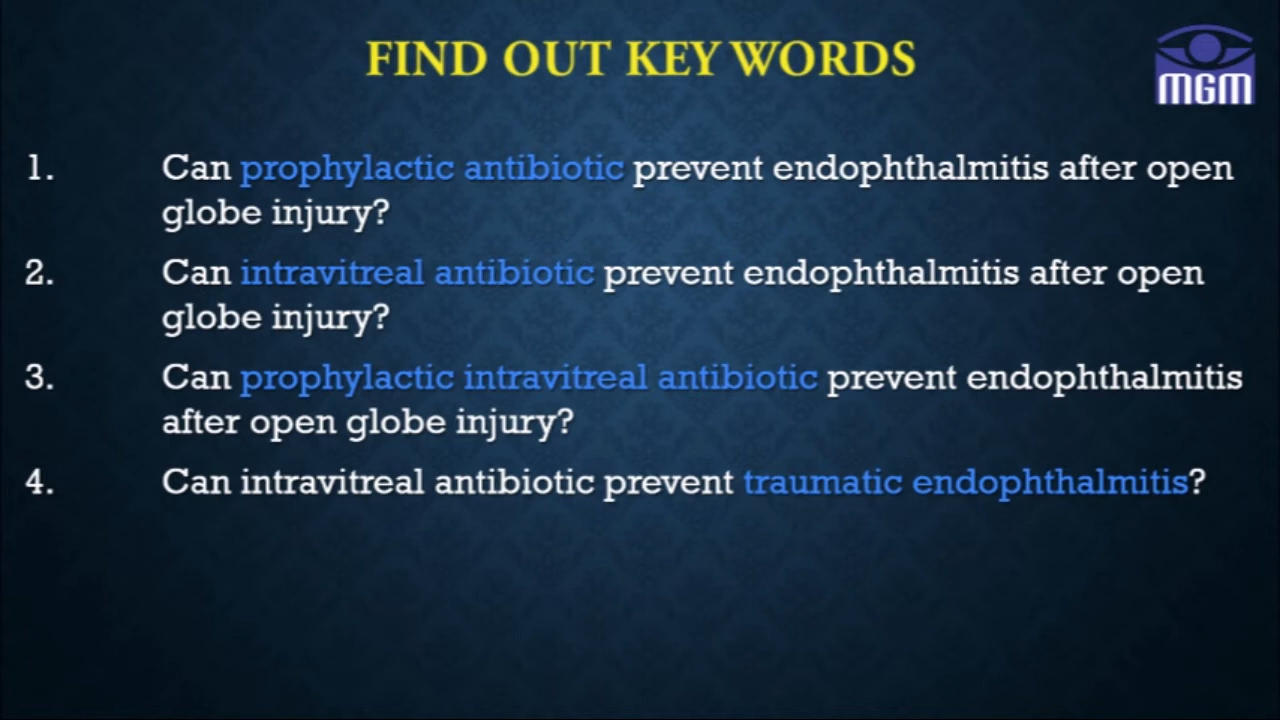 FIND OUT KEY WORDS
MGM
1. Can prophylactic antibiotic prevent endophthalmitis after open
globe injury?
2. Can intravitreal antibiotic prevent endophthalmitis after open
globe injury?
3. Can prophylactic intravitreal antibiotic prevent endophthalmitis
after open globe injury?
4. Can intravitreal antibiotic prevent traumatic endophthalmitis?